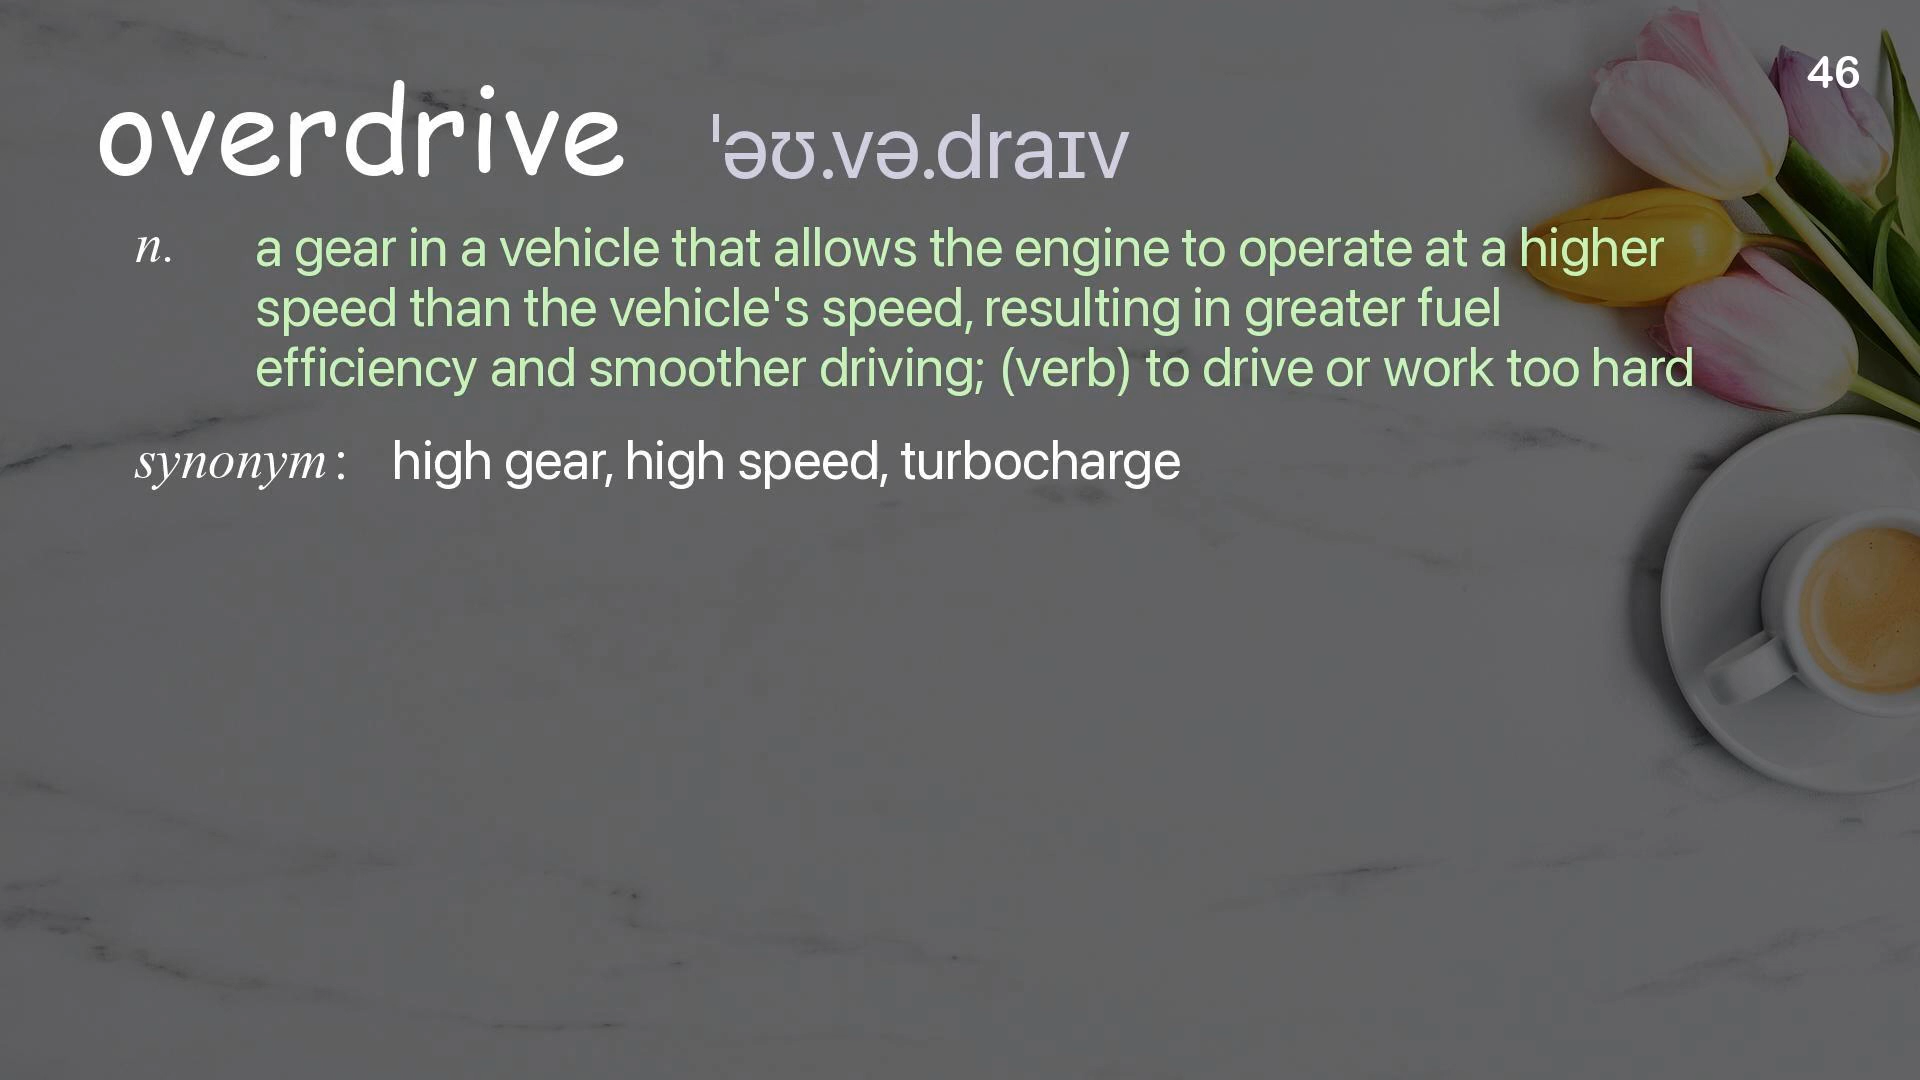 46
overdrive ˈəʊ.və.draɪv
n. a gear in a vehicle that allows the engine to operate at a higher
speed than the vehicle's speed, resulting in greater fuel
efficiency and smoother driving; (verb) to drive or work too hard
synonym: high gear, high speed, turbocharge